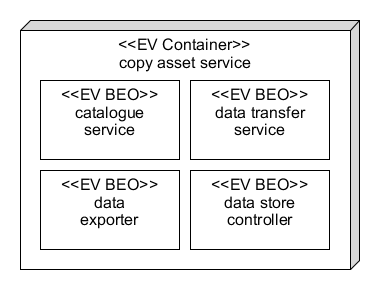 <<EV Container>>
copy asset service
<<EV BEO>>
catalogue
service
<<EV BEO>>
data transfer
service
<<EV BEO>>
data
exporter
<<EV BEO>>
data store
controller